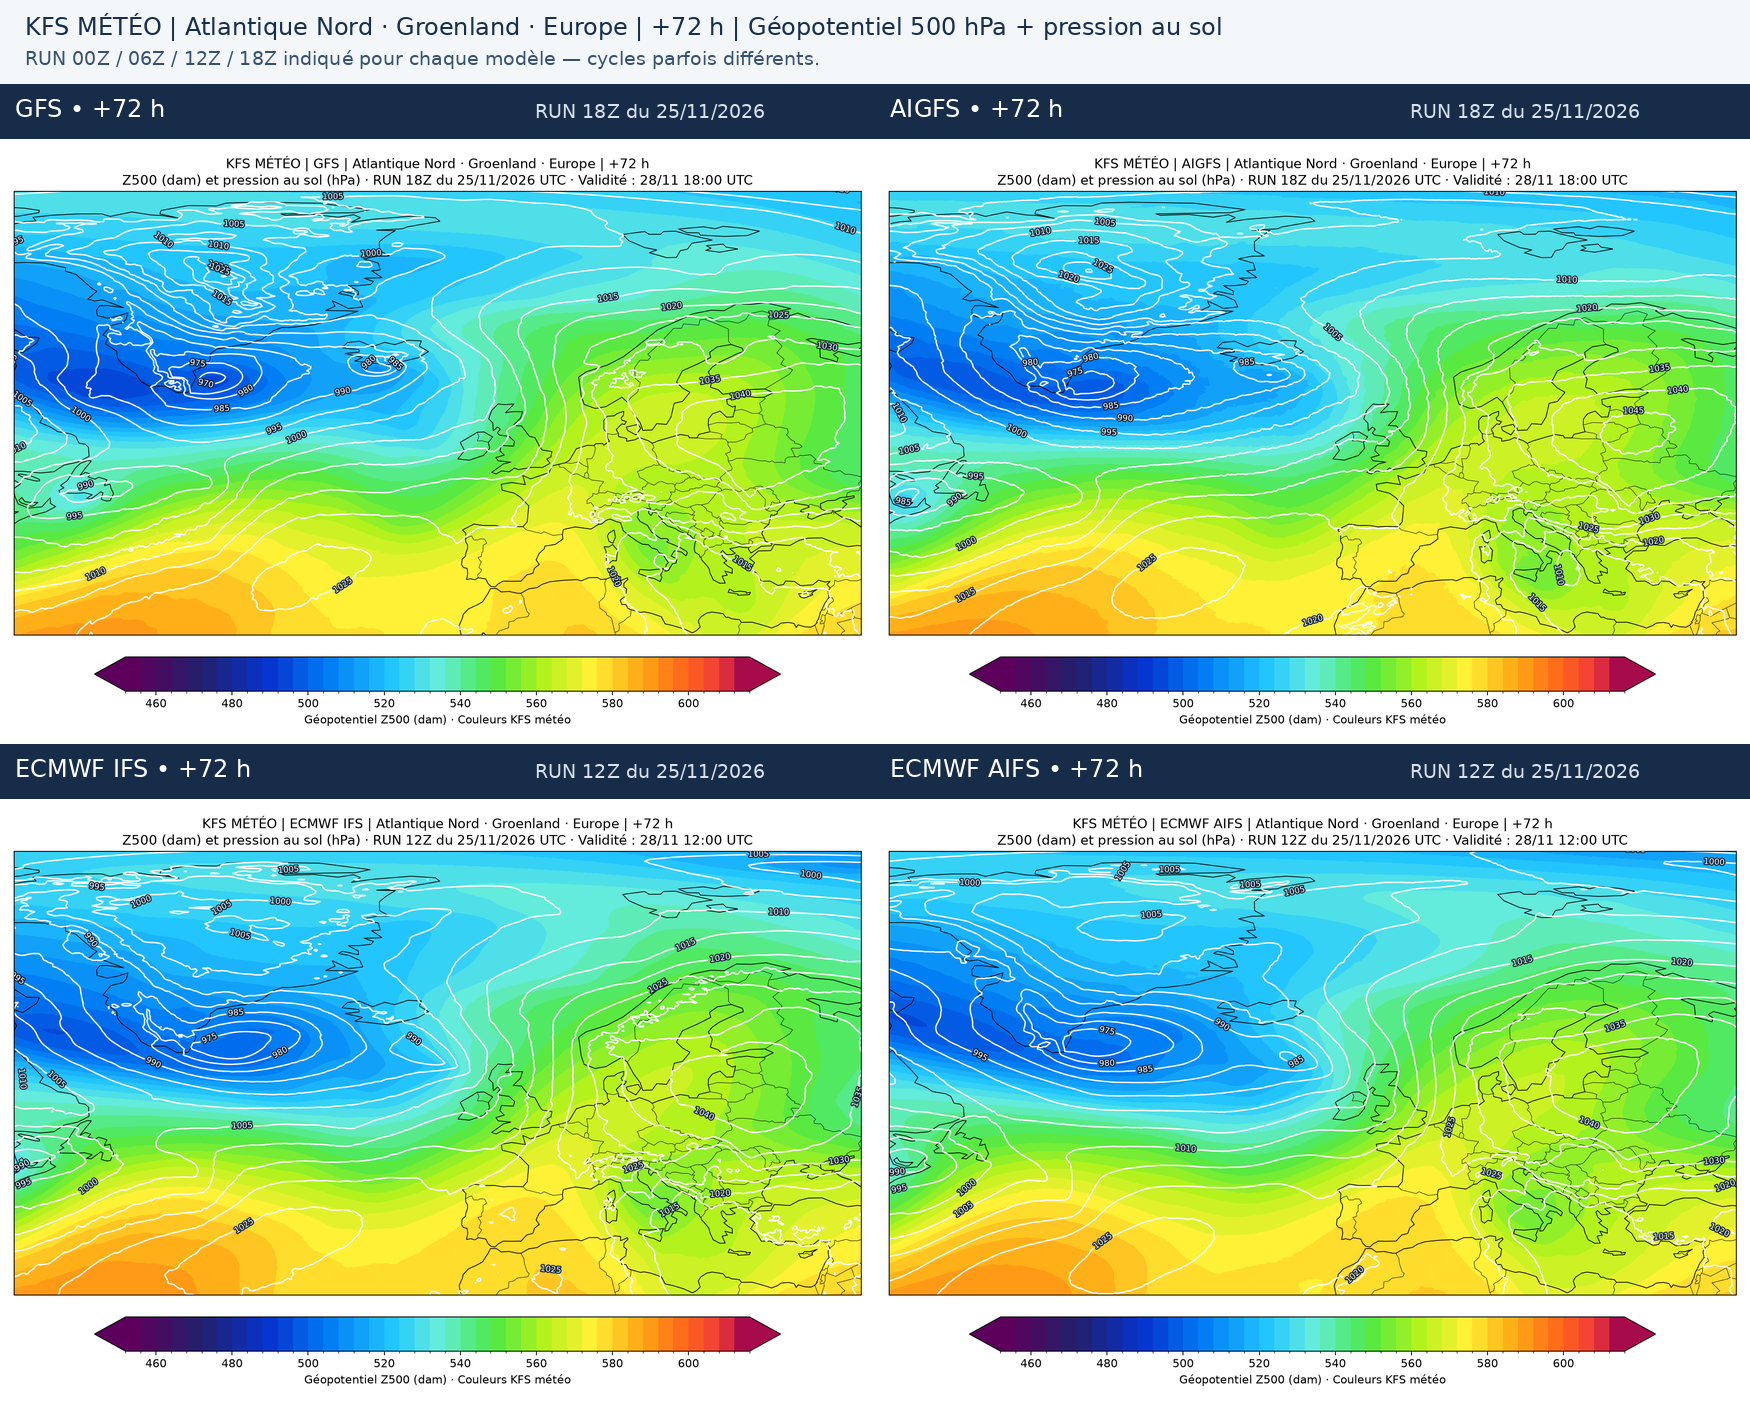 KFS MÉTÉO | Atlantique Nord · Groenland · Europe | +72 h | Géopotentiel 500 hPa + pression au sol
RUN 00Z / 06Z / 12Z / 18Z indiqué pour chaque modèle — cycles parfois différents.
GFS • +72 h
RUN 18Z du 25/11/2026
AIGFS • +72 h
RUN 18Z du 25/11/2026
KFS MÉTÉO | GFS | Atlantique Nord · Groenland · Europe | +72 h
Z500 (dam) et pression au sol (hPa) · RUN 18Z du 25/11/2026 UTC · Validité : 28/11 18:00 UTC
KFS MÉTÉO | AIGFS | Atlantique Nord · Groenland · Europe | +72 h
Z500 (dam) et pression au sol (hPa) · RUN 18Z du 25/11/2026 UTC · Validité : 28/11 18:00 UTC
460 480 500 520 540 560 580 600
Géopotentiel Z500 (dam) · Couleurs KFS météo
460 480 500 520 540 560 580 600
Géopotentiel Z500 (dam) · Couleurs KFS météo
ECMWF IFS • +72 h
RUN 12Z du 25/11/2026
ECMWF AIFS • +72 h
RUN 12Z du 25/11/2026
KFS MÉTÉO | ECMWF IFS | Atlantique Nord · Groenland · Europe | +72 h
Z500 (dam) et pression au sol (hPa) · RUN 12Z du 25/11/2026 UTC · Validité : 28/11 12:00 UTC
KFS MÉTÉO | ECMWF AIFS | Atlantique Nord · Groenland · Europe | +72 h
Z500 (dam) et pression au sol (hPa) · RUN 12Z du 25/11/2026 UTC · Validité : 28/11 12:00 UTC
460 480 500 520 540 560 580 600
Géopotentiel Z500 (dam) · Couleurs KFS météo
460 480 500 520 540 560 580 600
Géopotentiel Z500 (dam) · Couleurs KFS météo